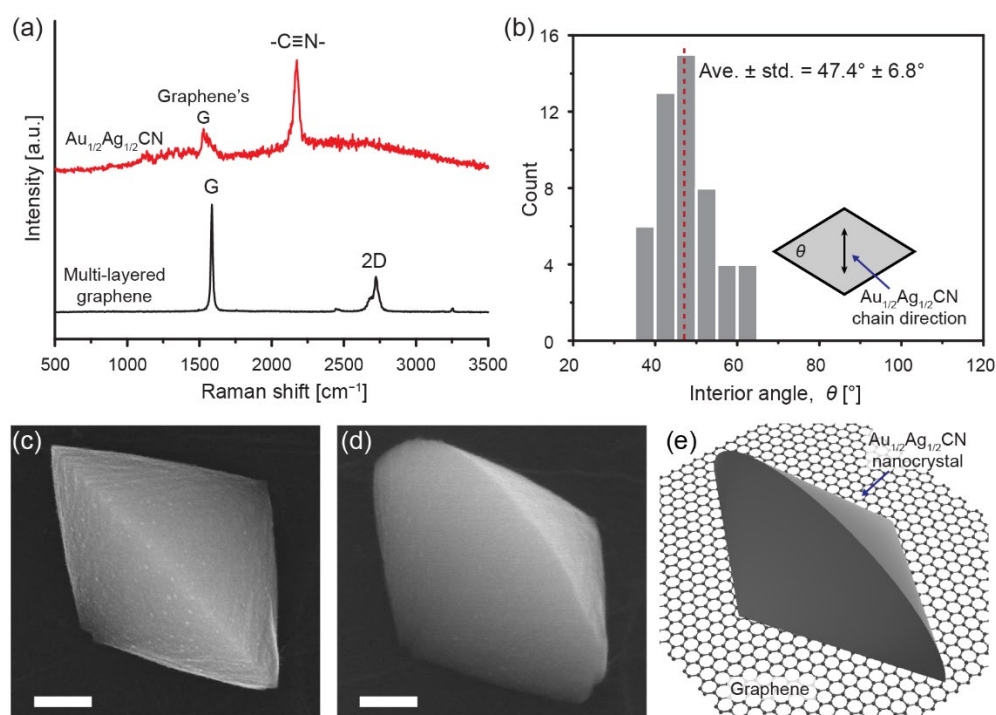 (a)
-C≡N-
Graphene's
G
Au1/2Ag1/2CN
G
2D
Multi-layered
graphene
Intensity [a.u.]
500 1000 1500 2000 2500 3000 3500
Raman shift [cm⁻¹]
(b)
16
12
8
4
0
Count
Ave. ± std. = 47.4° ± 6.8°
θ
Au1/2Ag1/2CN
chain direction
20 40 60 80 100 120
Interior angle, θ [°]
(c)
(d)
(e)
Au1/2Ag1/2CN
nanocrystal
Graphene